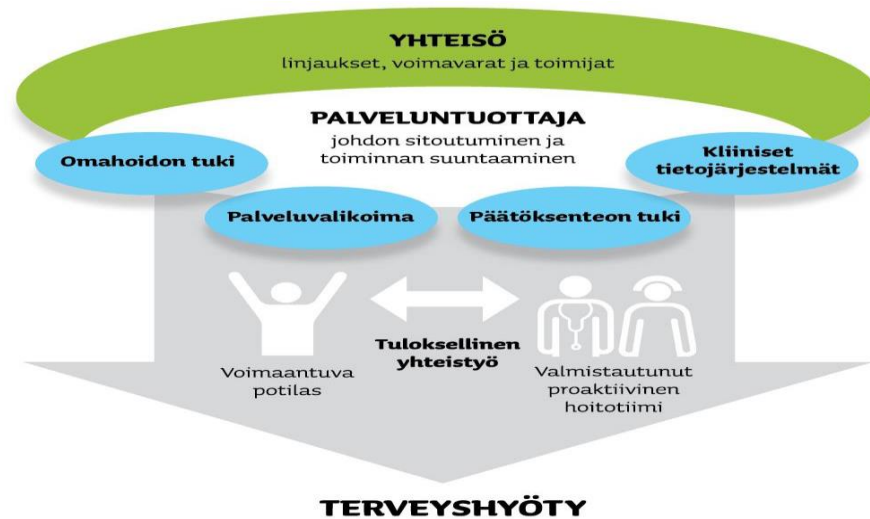 YHTEISÖ
linjaukset, voimavarat ja toimijat
PALVELUNTUOTTAJA
johdon sitoutuminen ja
toiminnan suuntaaminen
Omahoidon tuki
Kliiniset
tietojärjestelmät
Palveluvalikoima
Päätöksenteon tuki
Tuloksellinen
yhteistyö
Voimaantuva
potilas
Valmistautunut
proaktiivinen
hoitotiimi
TERVEYSHYÖTY